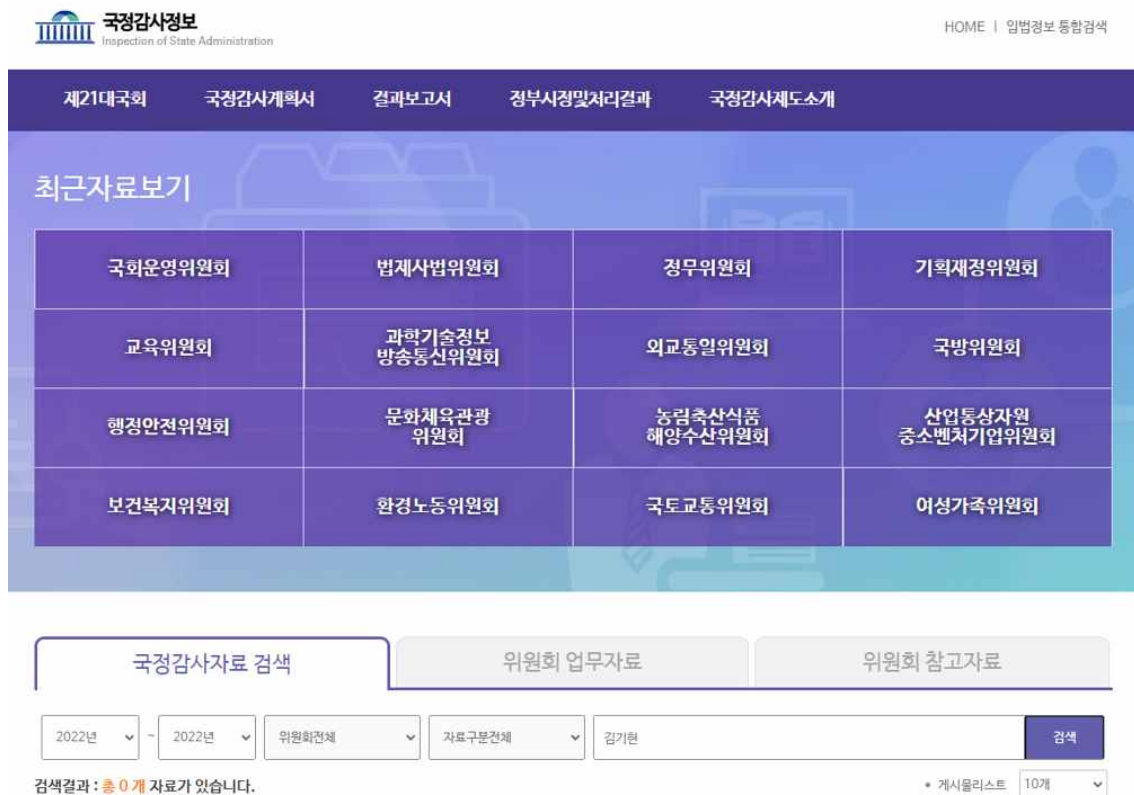 국정감사정보
Inspection of State Administration
HOME | 입법정보 통합검색
제21대국회 국정감사계획서 결과보고서 정부시정및처리결과 국정감사제도소개
최근자료보기
국회운영위원회 법제사법위원회 정무위원회 기획재정위원회
교육위원회 과학기술정보 방송통신위원회 외교통일위원회 국방위원회
행정안전위원회 문화체육관광 위원회 농림축산식품 해양수산위원회 산업통상자원 중소벤처기업위원회
보건복지위원회 환경노동위원회 국토교통위원회 여성가족위원회
국정감사자료 검색 위원회 업무자료 위원회 참고자료
2022년 ~ 2022년 위원회전체 자료구분전체 김기현 검색
검색결과 : 총 0 개 자료가 있습니다. • 게시물리스트 10개